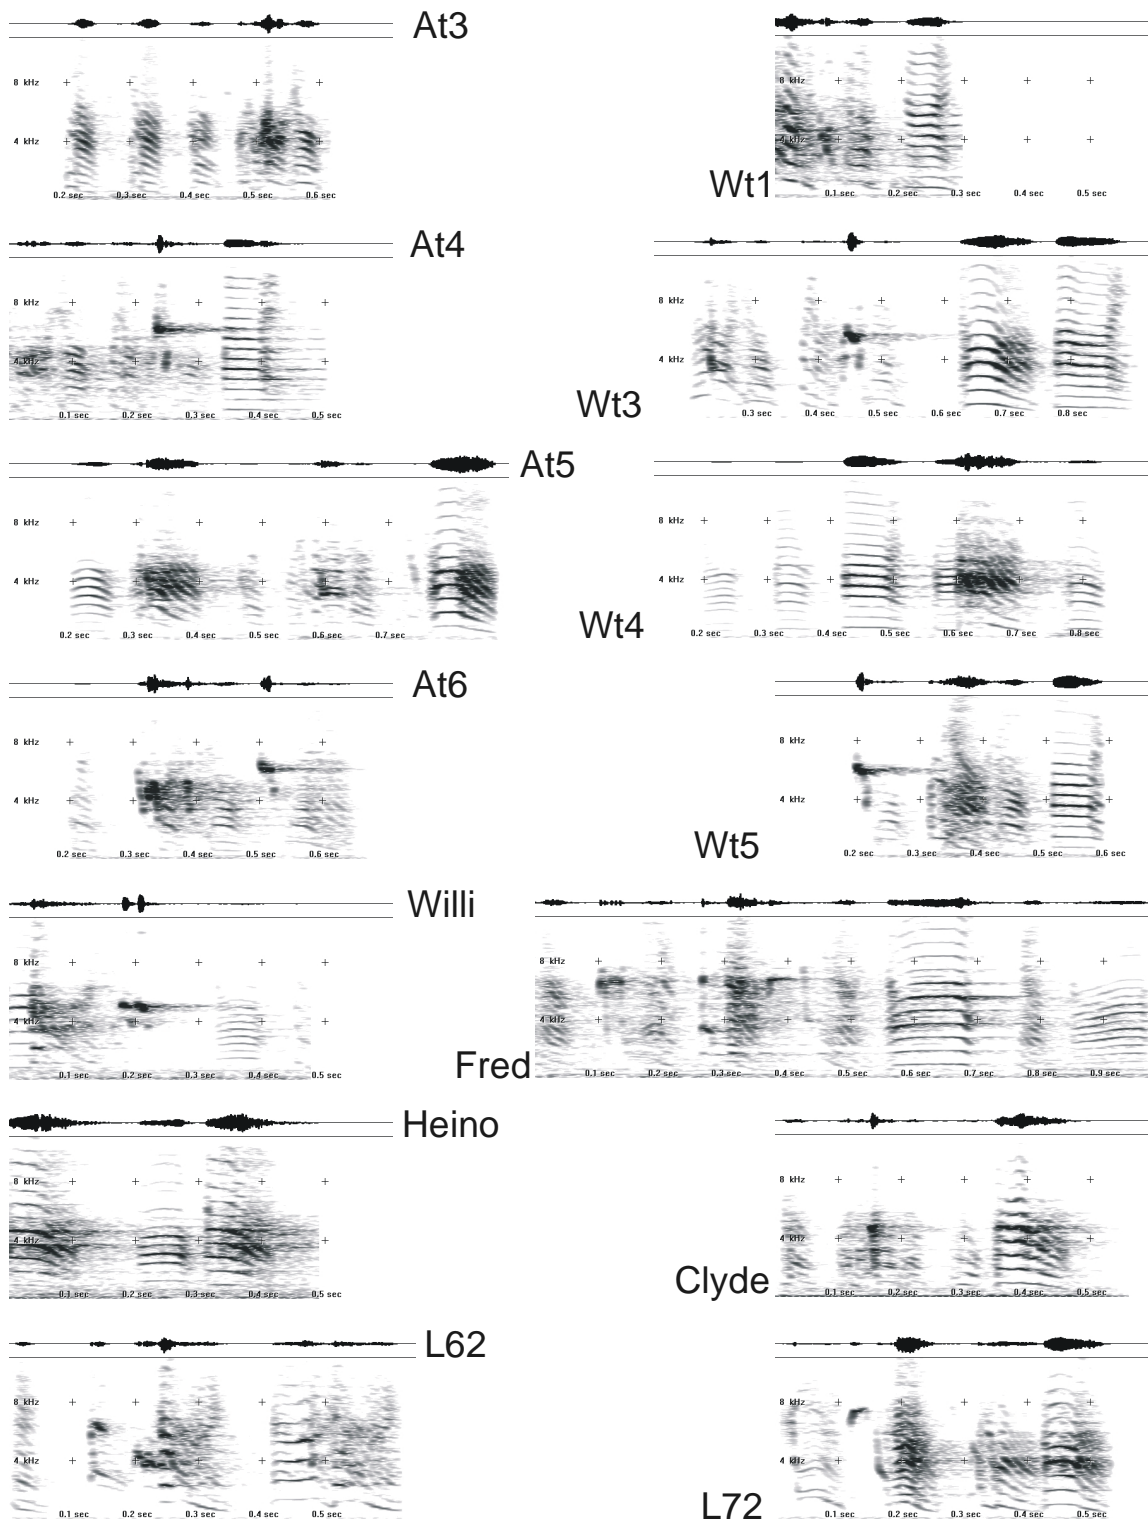 At3
8 kHz
4 kHz
0.2 sec 0.3 sec 0.4 sec 0.5 sec 0.6 sec
8 kHz
4 kHz
0.1 sec 0.2 sec 0.3 sec 0.4 sec 0.5 sec
Wt1
At4
8 kHz
4 kHz
0.1 sec 0.2 sec 0.3 sec 0.4 sec 0.5 sec
8 kHz
4 kHz
0.3 sec 0.4 sec 0.5 sec 0.6 sec 0.7 sec 0.8 sec
Wt3
At5
8 kHz
4 kHz
0.2 sec 0.3 sec 0.4 sec 0.5 sec 0.6 sec 0.7 sec
8 kHz
4 kHz
0.2 sec 0.3 sec 0.4 sec 0.5 sec 0.6 sec 0.7 sec 0.8 sec
Wt4
At6
8 kHz
4 kHz
0.2 sec 0.3 sec 0.4 sec 0.5 sec 0.6 sec
8 kHz
4 kHz
0.2 sec 0.3 sec 0.4 sec 0.5 sec 0.6 sec
Wt5
Willi
8 kHz
4 kHz
0.1 sec 0.2 sec 0.3 sec 0.4 sec 0.5 sec
8 kHz
4 kHz
0.1 sec 0.2 sec 0.3 sec 0.4 sec 0.5 sec 0.6 sec 0.7 sec 0.8 sec 0.9 sec
Fred
Heino
8 kHz
4 kHz
0.1 sec 0.2 sec 0.3 sec 0.4 sec 0.5 sec
8 kHz
4 kHz
0.1 sec 0.2 sec 0.3 sec 0.4 sec 0.5 sec
Clyde
L62
8 kHz
4 kHz
0.1 sec 0.2 sec 0.3 sec 0.4 sec 0.5 sec
8 kHz
4 kHz
0.1 sec 0.2 sec 0.3 sec 0.4 sec 0.5 sec
L72